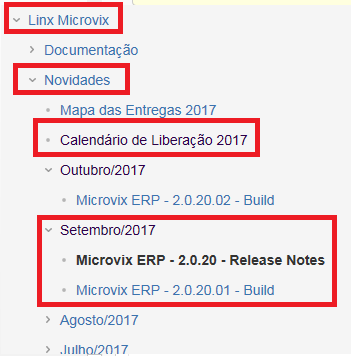 Linx Microvix
Documentação
Novidades
Mapa das Entregas 2017
Calendário de Liberação 2017
Outubro/2017
Microvix ERP - 2.0.20.02 - Build
Setembro/2017
Microvix ERP - 2.0.20 - Release Notes
Microvix ERP - 2.0.20.01 - Build
Agosto/2017
Julho/2017